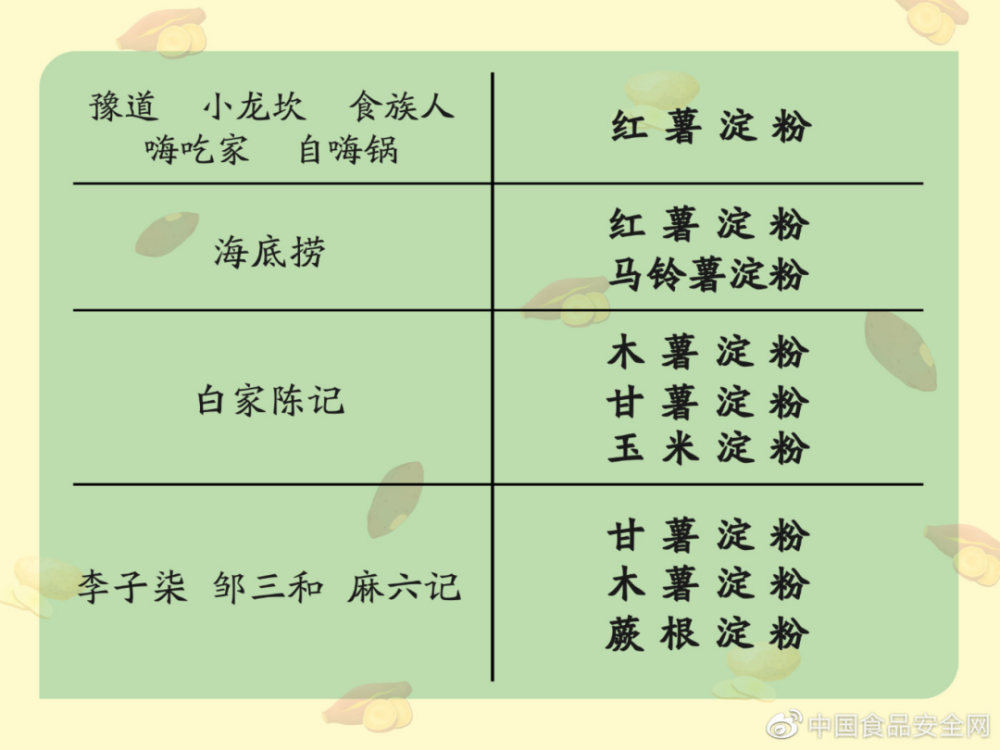 豫道 小龙坎 食族人
嗨吃家 自嗨锅
红薯淀粉
海底捞
红薯淀粉
马铃薯淀粉
白家陈记
木薯淀粉
甘薯淀粉
玉米淀粉
李子柒 邹三和 麻六记
甘薯淀粉
木薯淀粉
蕨根淀粉
中国食品安全网